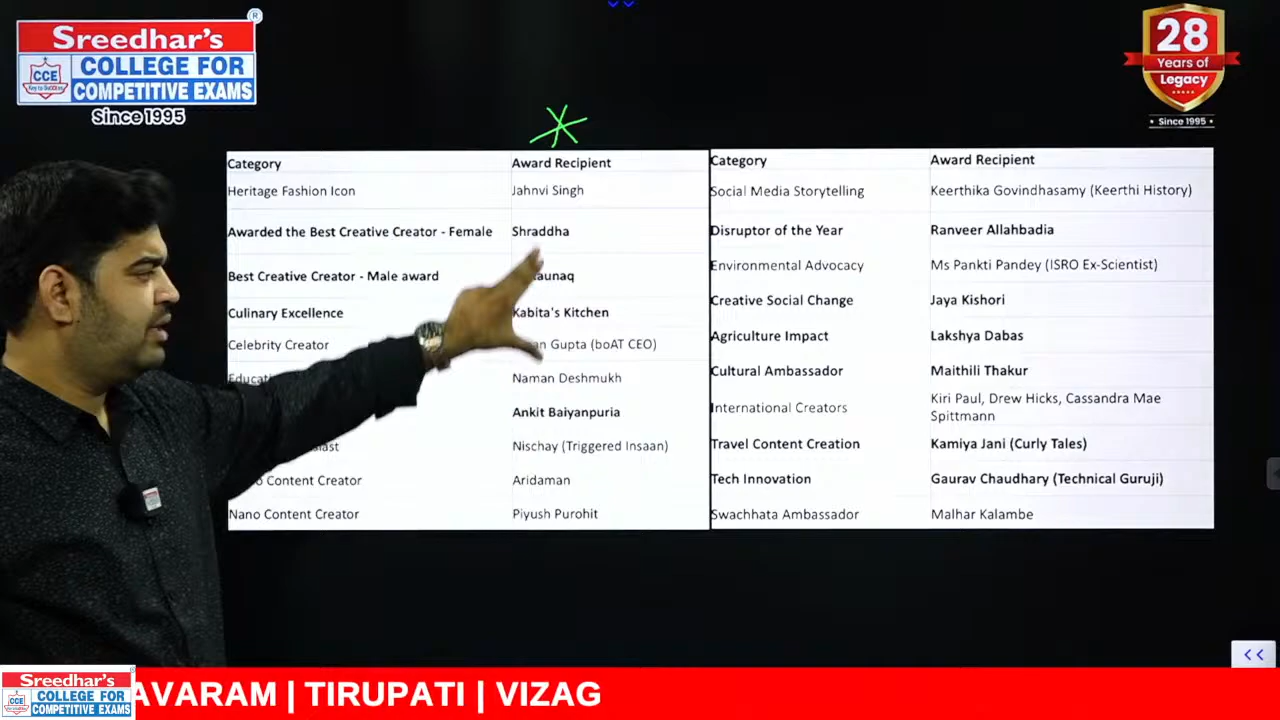 Sreedhar's
CCE
COLLEGE FOR
COMPETITIVE EXAMS
Since 1995
®
28
Years of
Legacy
• Since 1995 •
Category Award Recipient
Heritage Fashion Icon Jahnvi Singh
Awarded the Best Creative Creator - Female Shraddha
Best Creative Creator - Male award
Culinary Excellence Kabita's Kitchen
Celebrity Creator Gupta (boAT CEO)
Naman Deshmukh
Ankit Baiyanpuria
Nischay (Triggered Insaan)
Content Creator Aridaman
Nano Content Creator Piyush Purohit
Category Award Recipient
Social Media Storytelling Keerthika Govindhasamy (Keerthi History)
Disruptor of the Year Ranveer Allahbadia
Environmental Advocacy Ms Pankti Pandey (ISRO Ex-Scientist)
Creative Social Change Jaya Kishori
Agriculture Impact Lakshya Dabas
Cultural Ambassador Maithili Thakur
International Creators Kiri Paul, Drew Hicks, Cassandra Mae
Spittmann
Travel Content Creation Kamiya Jani (Curly Tales)
Tech Innovation Gaurav Chaudhary (Technical Guruji)
Swachhata Ambassador Malhar Kalambe
Sreedhar's
CCE
COLLEGE FOR
COMPETITIVE EXAMS
AVARAM | TIRUPATI | VIZAG